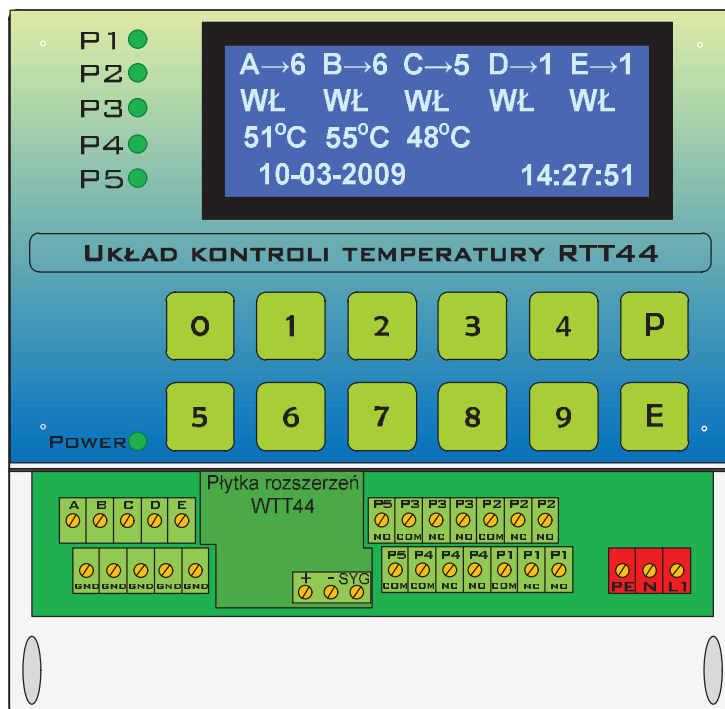 P1
P2
P3
P4
P5
A→6 B→6 C→5 D→1 E→1
WŁ WŁ WŁ WŁ WŁ
51°C 55°C 48°C
10-03-2009 14:27:51
UKŁAD KONTROLI TEMPERATURY RTT44
0 1 2 3 4 P
5 6 7 8 9 E
POWER
Płytka rozszerzeń
WTT44
A B C D E
GND GND GND GND GND
+ - SYG
P5 P3 P3 P3 P2 P2 P2
NO COM NC NO COM NC NO
P5 P4 P4 P4 P1 P1 P1
COM COM NC NO COM NC NO
PE N L1